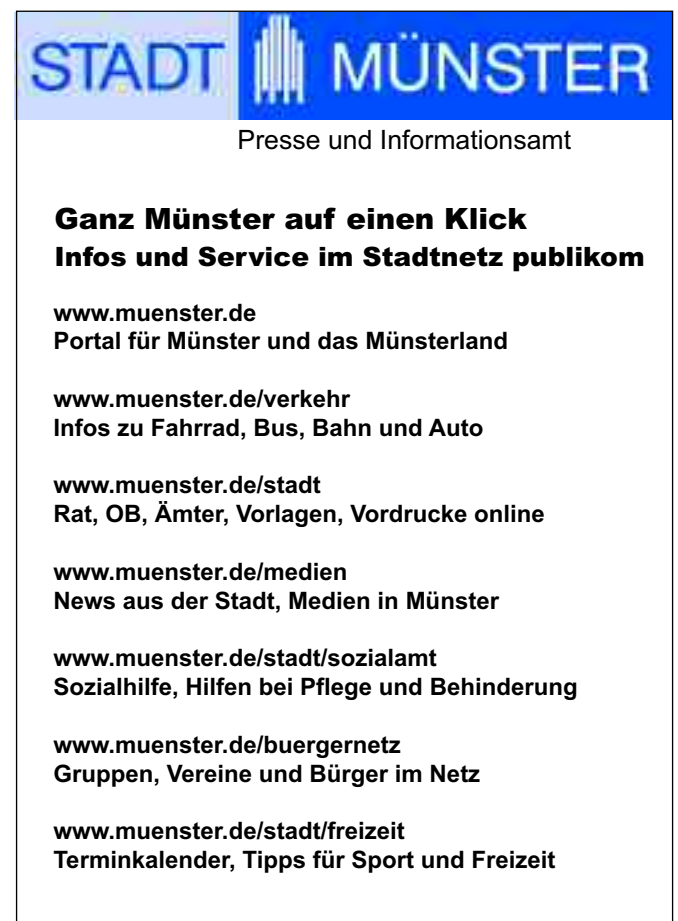 STADT MÜNSTER
Presse und Informationsamt
Ganz Münster auf einen Klick
Infos und Service im Stadtnetz publikom
www.muenster.de
Portal für Münster und das Münsterland
www.muenster.de/verkehr
Infos zu Fahrrad, Bus, Bahn und Auto
www.muenster.de/stadt
Rat, OB, Ämter, Vorlagen, Vordrucke online
www.muenster.de/medien
News aus der Stadt, Medien in Münster
www.muenster.de/stadt/sozialamt
Sozialhilfe, Hilfen bei Pflege und Behinderung
www.muenster.de/buergernetz
Gruppen, Vereine und Bürger im Netz
www.muenster.de/stadt/freizeit
Terminkalender, Tipps für Sport und Freizeit